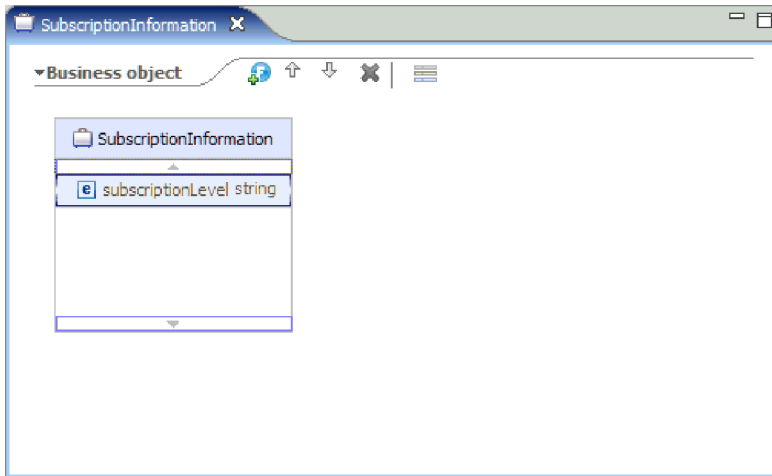 SubscriptionInformation
Business object
SubscriptionInformation
e subscriptionLevel string